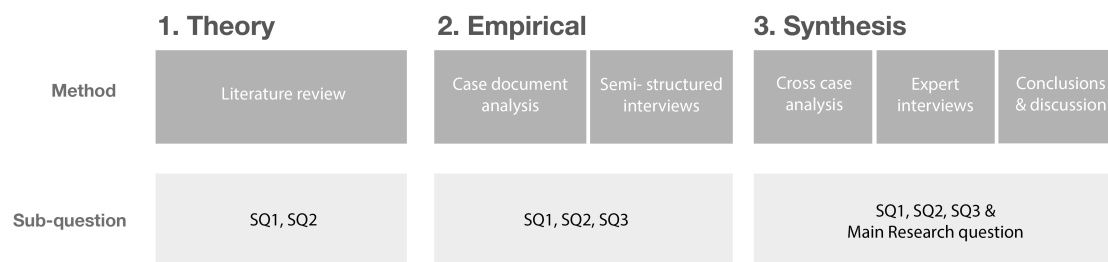 1. Theory
2. Empirical
3. Synthesis
Method
Literature review
Case document
analysis
Semi- structured
interviews
Cross case
analysis
Expert
interviews
Conclusions
& discussion
Sub-question
SQ1, SQ2
SQ1, SQ2, SQ3
SQ1, SQ2, SQ3 &
Main Research question